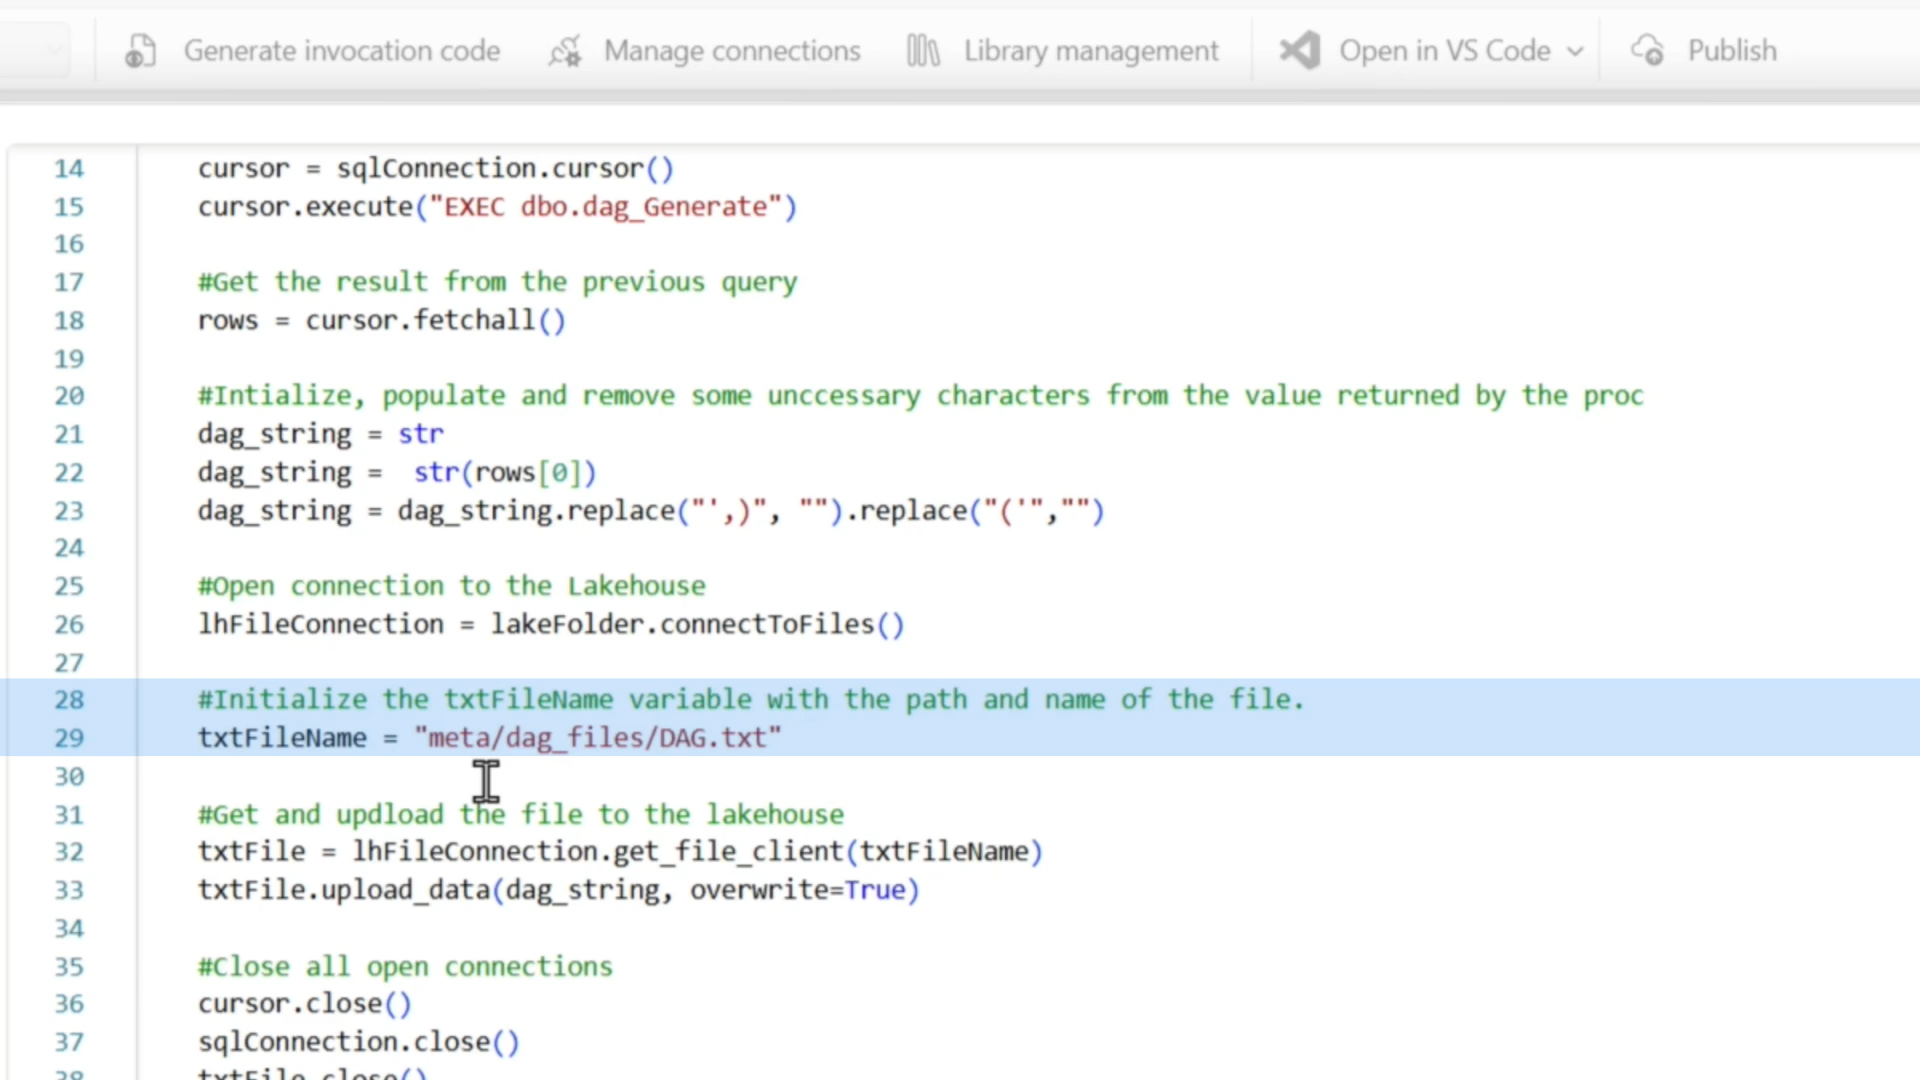 Generate invocation code Manage connections Library management Open in VS Code Publish
14 cursor = sqlConnection.cursor()
15 cursor.execute("EXEC dbo.dag_Generate")
16
17 #Get the result from the previous query
18 rows = cursor.fetchall()
19
20 #Intialize, populate and remove some unccessary characters from the value returned by the proc
21 dag_string = str
22 dag_string =  str(rows[0])
23 dag_string = dag_string.replace("',)", "").replace("('","")
24
25 #Open connection to the Lakehouse
26 lhFileConnection = lakeFolder.connectToFiles()
27
28 #Initialize the txtFileName variable with the path and name of the file.
29 txtFileName = "meta/dag_files/DAG.txt"
30
31 #Get and updload the file to the lakehouse
32 txtFile = lhFileConnection.get_file_client(txtFileName)
33 txtFile.upload_data(dag_string, overwrite=True)
34
35 #Close all open connections
36 cursor.close()
37 sqlConnection.close()
38 txtFile.close()